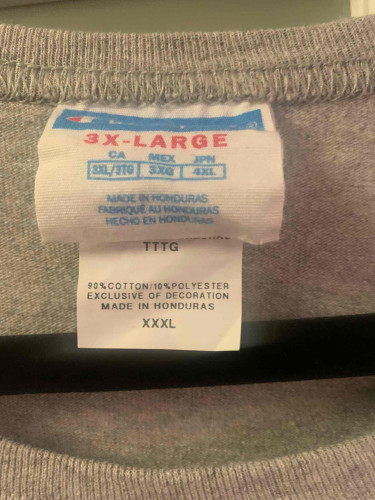 Champion
3X-LARGE
CA MEX JPN
3XL/3TG 3XG 4XL
MADE IN HONDURAS
FABRIQUÉ AU HONDURAS
HECHO EN HONDURAS
TTTG
90%COTTON/10%POLYESTER
EXCLUSIVE OF DECORATION
MADE IN HONDURAS
XXXL